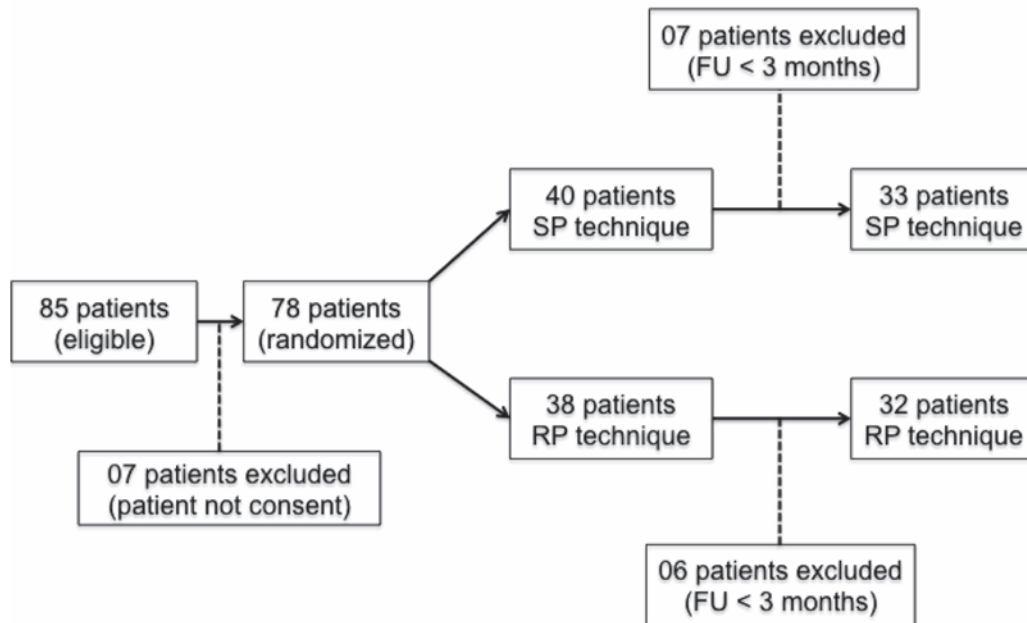 07 patients excluded
(FU < 3 months)
40 patients
SP technique
33 patients
SP technique
85 patients
(eligible)
78 patients
(randomized)
38 patients
RP technique
32 patients
RP technique
07 patients excluded
(patient not consent)
06 patients excluded
(FU < 3 months)